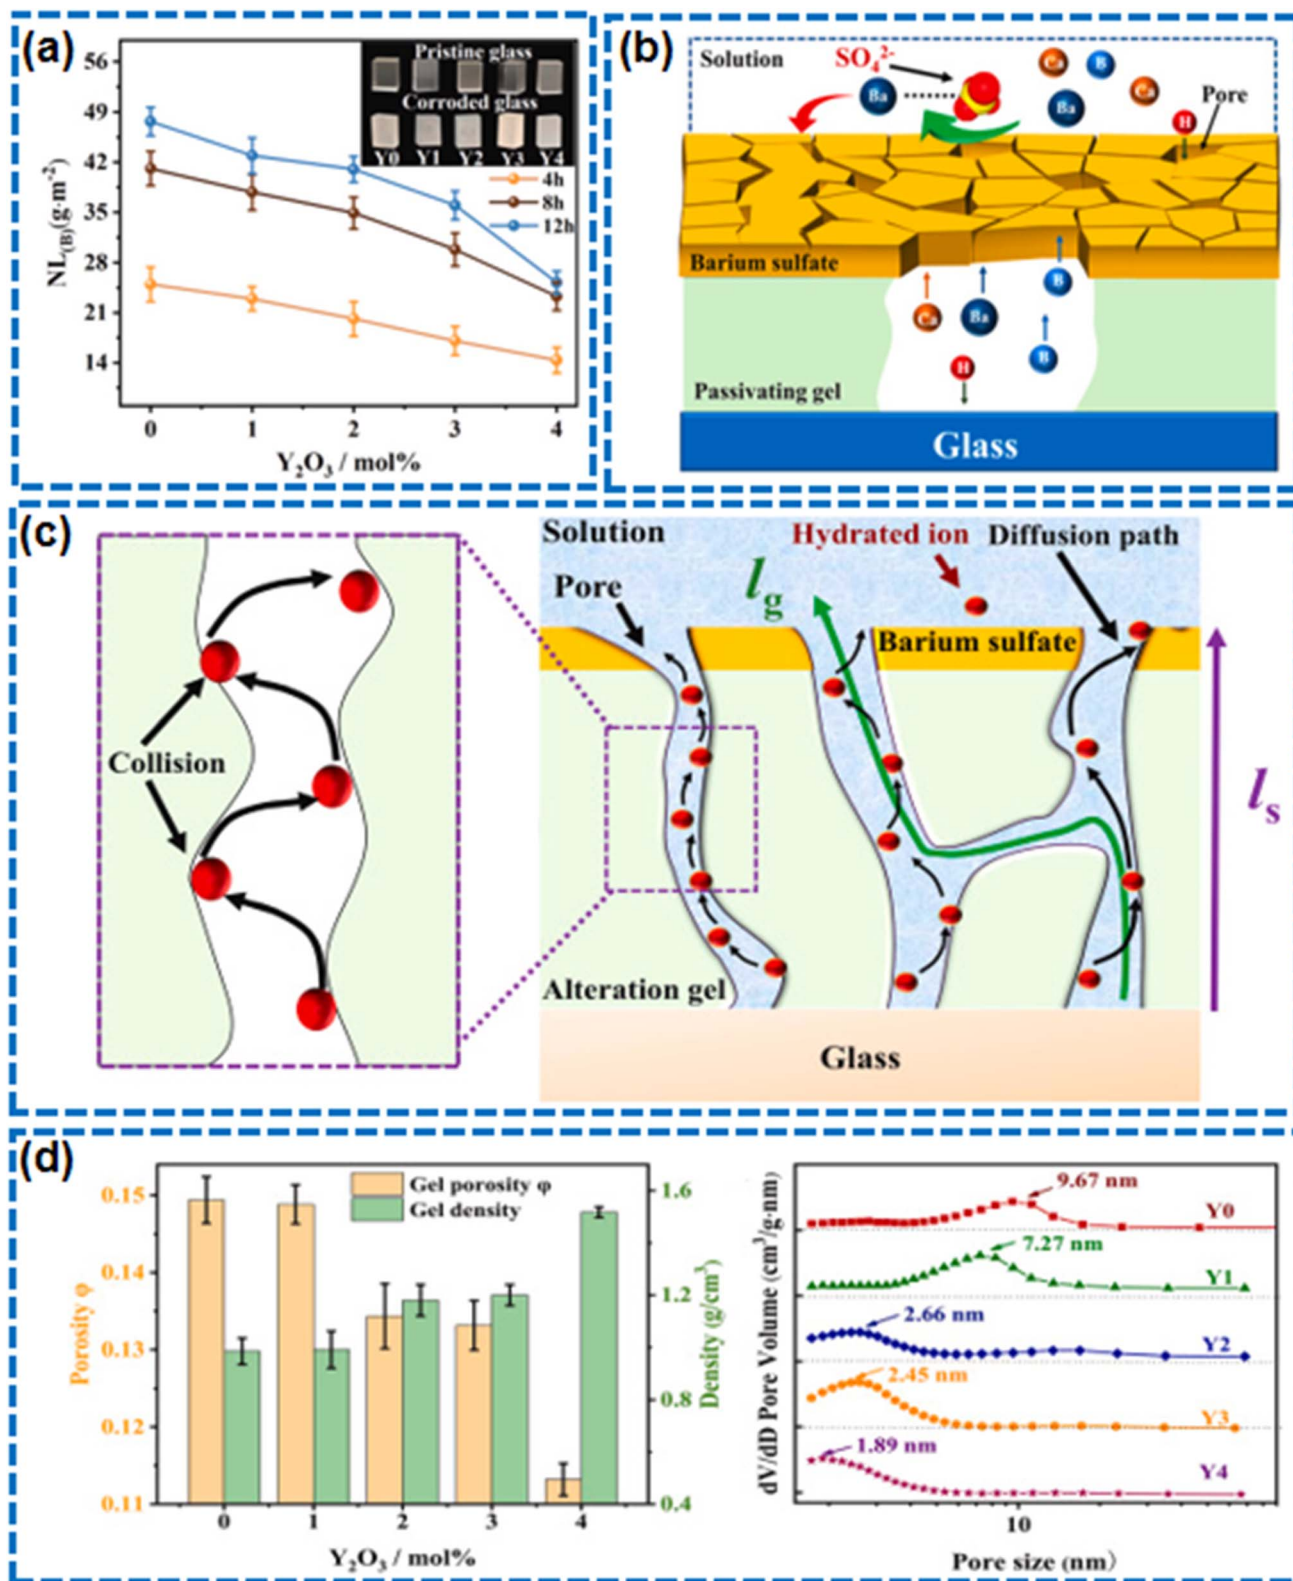 (a)
56
49
42
35
28
21
14
NL(B)(g·m⁻²)
Pristine glass
Corroded glass
Y0 Y1 Y2 Y3 Y4
4h
8h
12h
0 1 2 3 4
Y₂O₃ / mol%
(b)
Solution
SO₄²⁻
Ba
Ca
B
Ba
Ca
H
Pore
Barium sulfate
Ca
Ba
B
H
B
Passivating gel
Glass
(c)
Collision
Solution
Pore
Hydrated ion
Diffusion path
lg
Barium sulfate
ls
Alteration gel
Glass
(d)
Gel porosity φ
Gel density
0.15
0.14
0.13
0.12
0.11
Porosity φ
1.6
1.2
0.8
0.4
Density (g/cm³)
0 1 2 3 4
Y₂O₃ / mol%
dV/dD Pore Volume (cm³/g·nm)
9.67 nm
Y0
7.27 nm
Y1
2.66 nm
Y2
2.45 nm
Y3
1.89 nm
Y4
10
Pore size (nm）